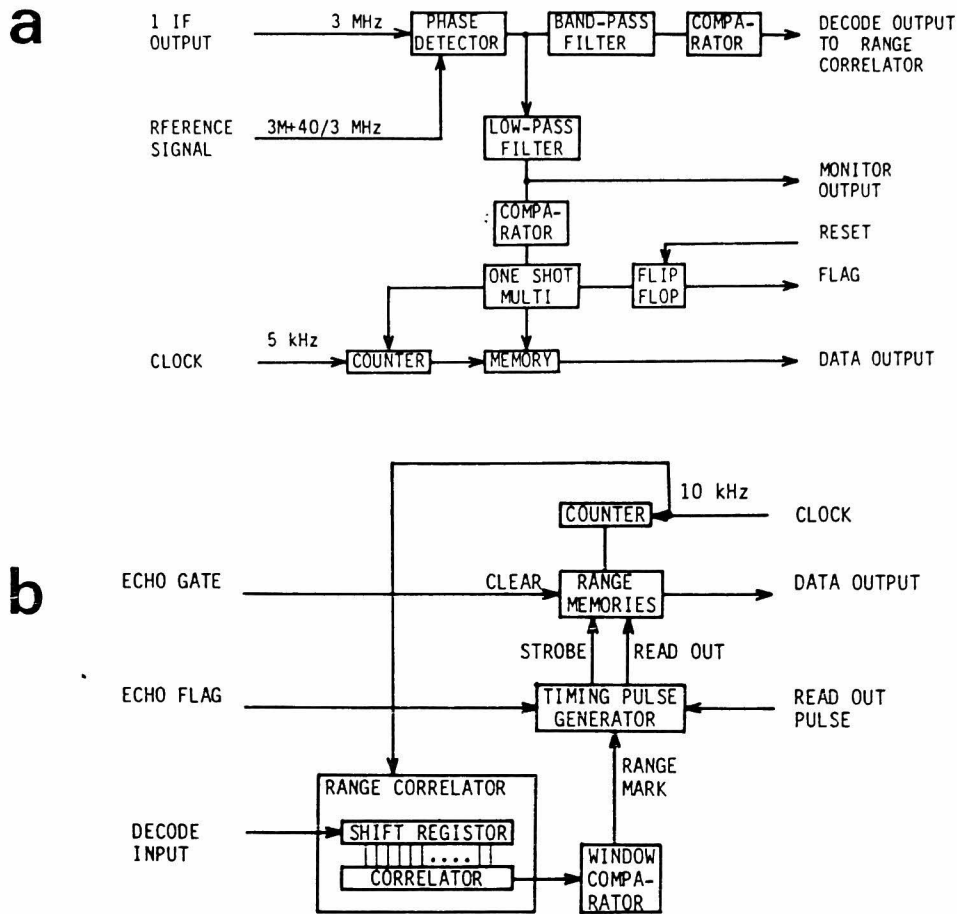 a
1 IF
OUTPUT
3 MHz
PHASE
DETECTOR
BAND-PASS
FILTER
COMPA-
RATOR
DECODE OUTPUT
TO RANGE
CORRELATOR
RFERENCE
SIGNAL
3M+40/3 MHz
LOW-PASS
FILTER
MONITOR
OUTPUT
COMPA-
RATOR
RESET
ONE SHOT
MULTI
FLIP
FLOP
FLAG
CLOCK
5 kHz
COUNTER
MEMORY
DATA OUTPUT
b
10 kHz
COUNTER
CLOCK
ECHO GATE
CLEAR
RANGE
MEMORIES
DATA OUTPUT
STROBE
READ OUT
ECHO FLAG
TIMING PULSE
GENERATOR
READ OUT
PULSE
RANGE
MARK
RANGE CORRELATOR
DECODE
INPUT
SHIFT REGISTOR
....
CORRELATOR
WINDOW
COMPA-
RATOR